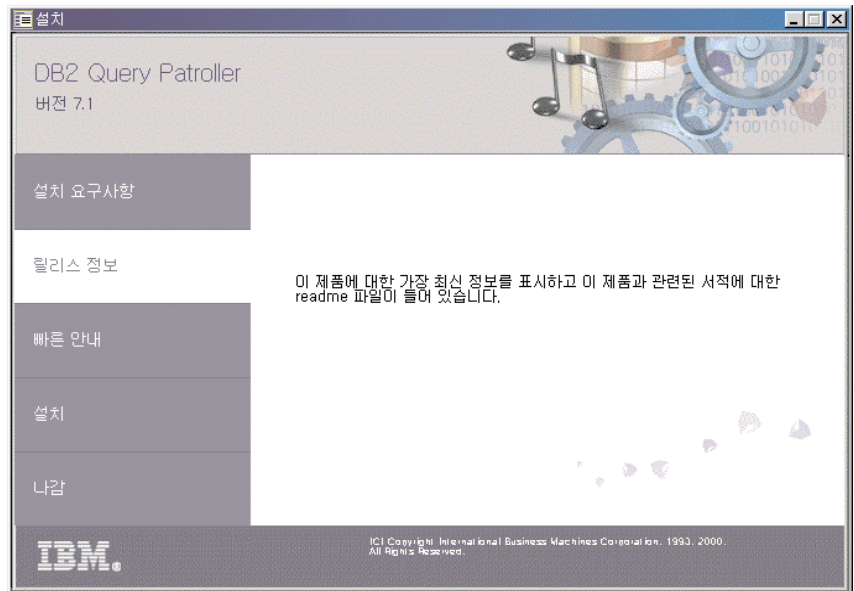 설치
DB2 Query Patroller
버전 7.1
설치 요구사항
릴리스 정보
이 제품에 대한 가장 최신 정보를 표시하고 이 제품과 관련된 서적에 대한
readme 파일이 들어 있습니다.
빠른 안내
설치
나감
IBM®
(C) Copyright International Business Machines Corporation, 1993, 2000.
All Rights Reserved.